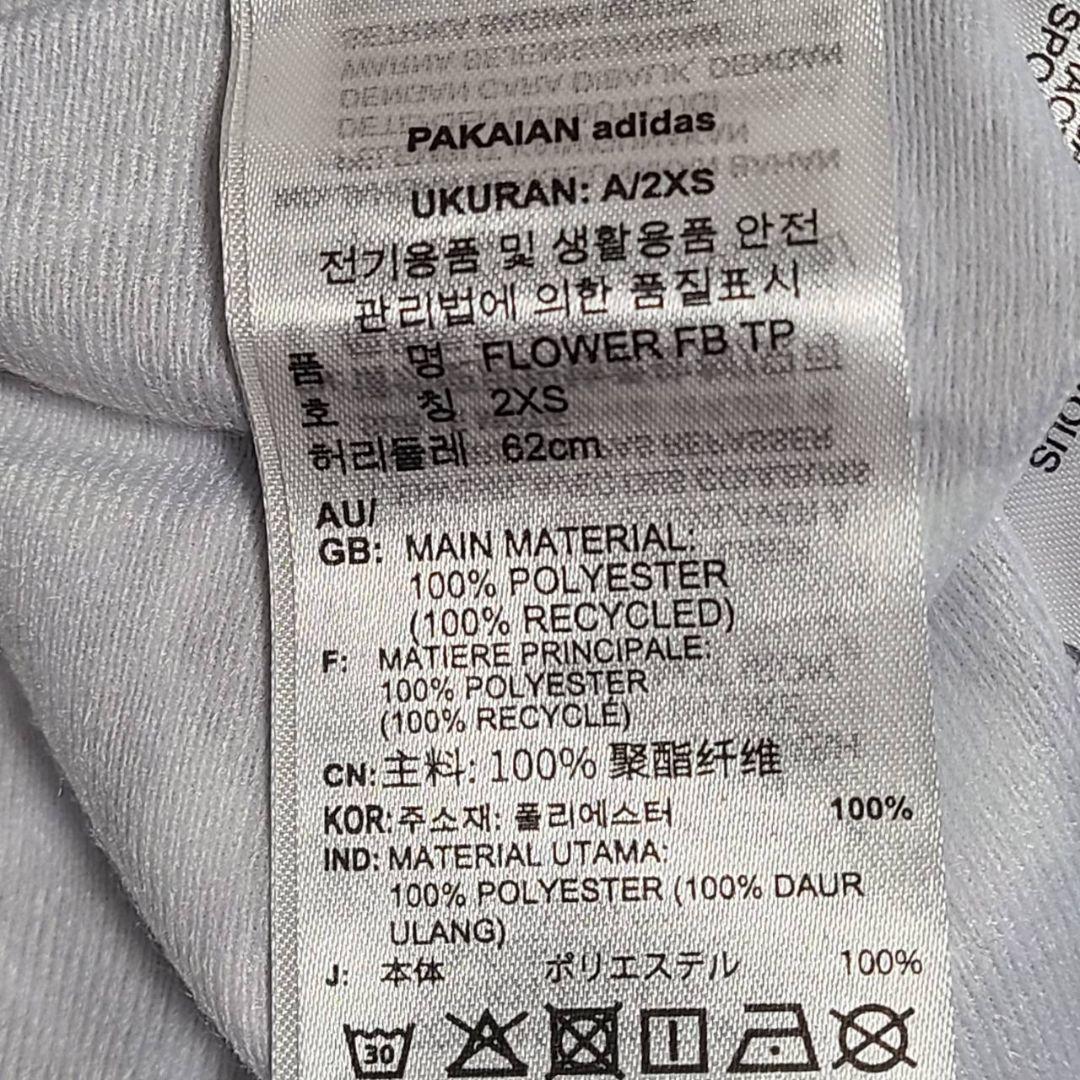 PAKAIAN adidas
UKURAN: A/2XS
전기용품 및 생활용품 안전
관리법에 의한 품질표시
품 명 FLOWER FB TP
호 칭 2XS
허리둘레 62cm
AU/
GB: MAIN MATERIAL:
100% POLYESTER
(100% RECYCLED)
F: MATIERE PRINCIPALE:
100% POLYESTER
(100% RECYCLÉ)
CN: 主料: 100% 聚酯纤维
KOR: 주소재: 폴리에스터 100%
IND: MATERIAL UTAMA:
100% POLYESTER (100% DAUR
ULANG)
J: 本体 ポリエステル 100%
30